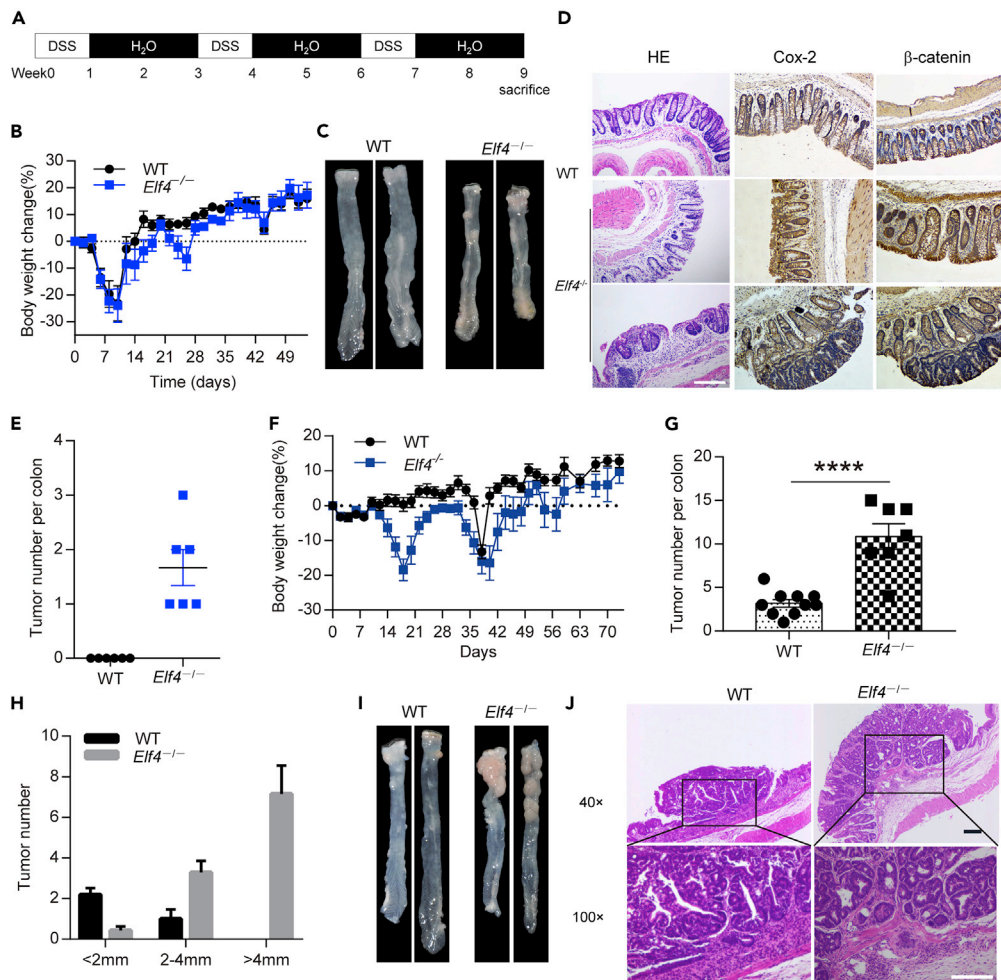 A
DSS H₂O DSS H₂O DSS H₂O
Week0 1 2 3 4 5 6 7 8 9
sacrifice
B
WT
Elf4⁻/⁻
Body weight change(%)
30
20
10
0
-10
-20
-30
0 7 14 21 28 35 42 49
Time (days)
C
WT Elf4⁻/⁻
D
HE Cox-2 β-catenin
WT
Elf4⁻/⁻
E
Tumor number per colon
4
3
2
1
0
WT Elf4⁻/⁻
F
WT
Elf4⁻/⁻
Body weight change(%)
20
10
0
-10
-20
-30
0 7 14 21 28 35 42 49 56 63 70
Days
G
****
Tumor number per colon
20
15
10
5
0
WT Elf4⁻/⁻
H
WT
Elf4⁻/⁻
Tumor number
10
8
6
4
2
0
<2mm 2-4mm >4mm
I
WT Elf4⁻/⁻
J
WT Elf4⁻/⁻
40×
100×